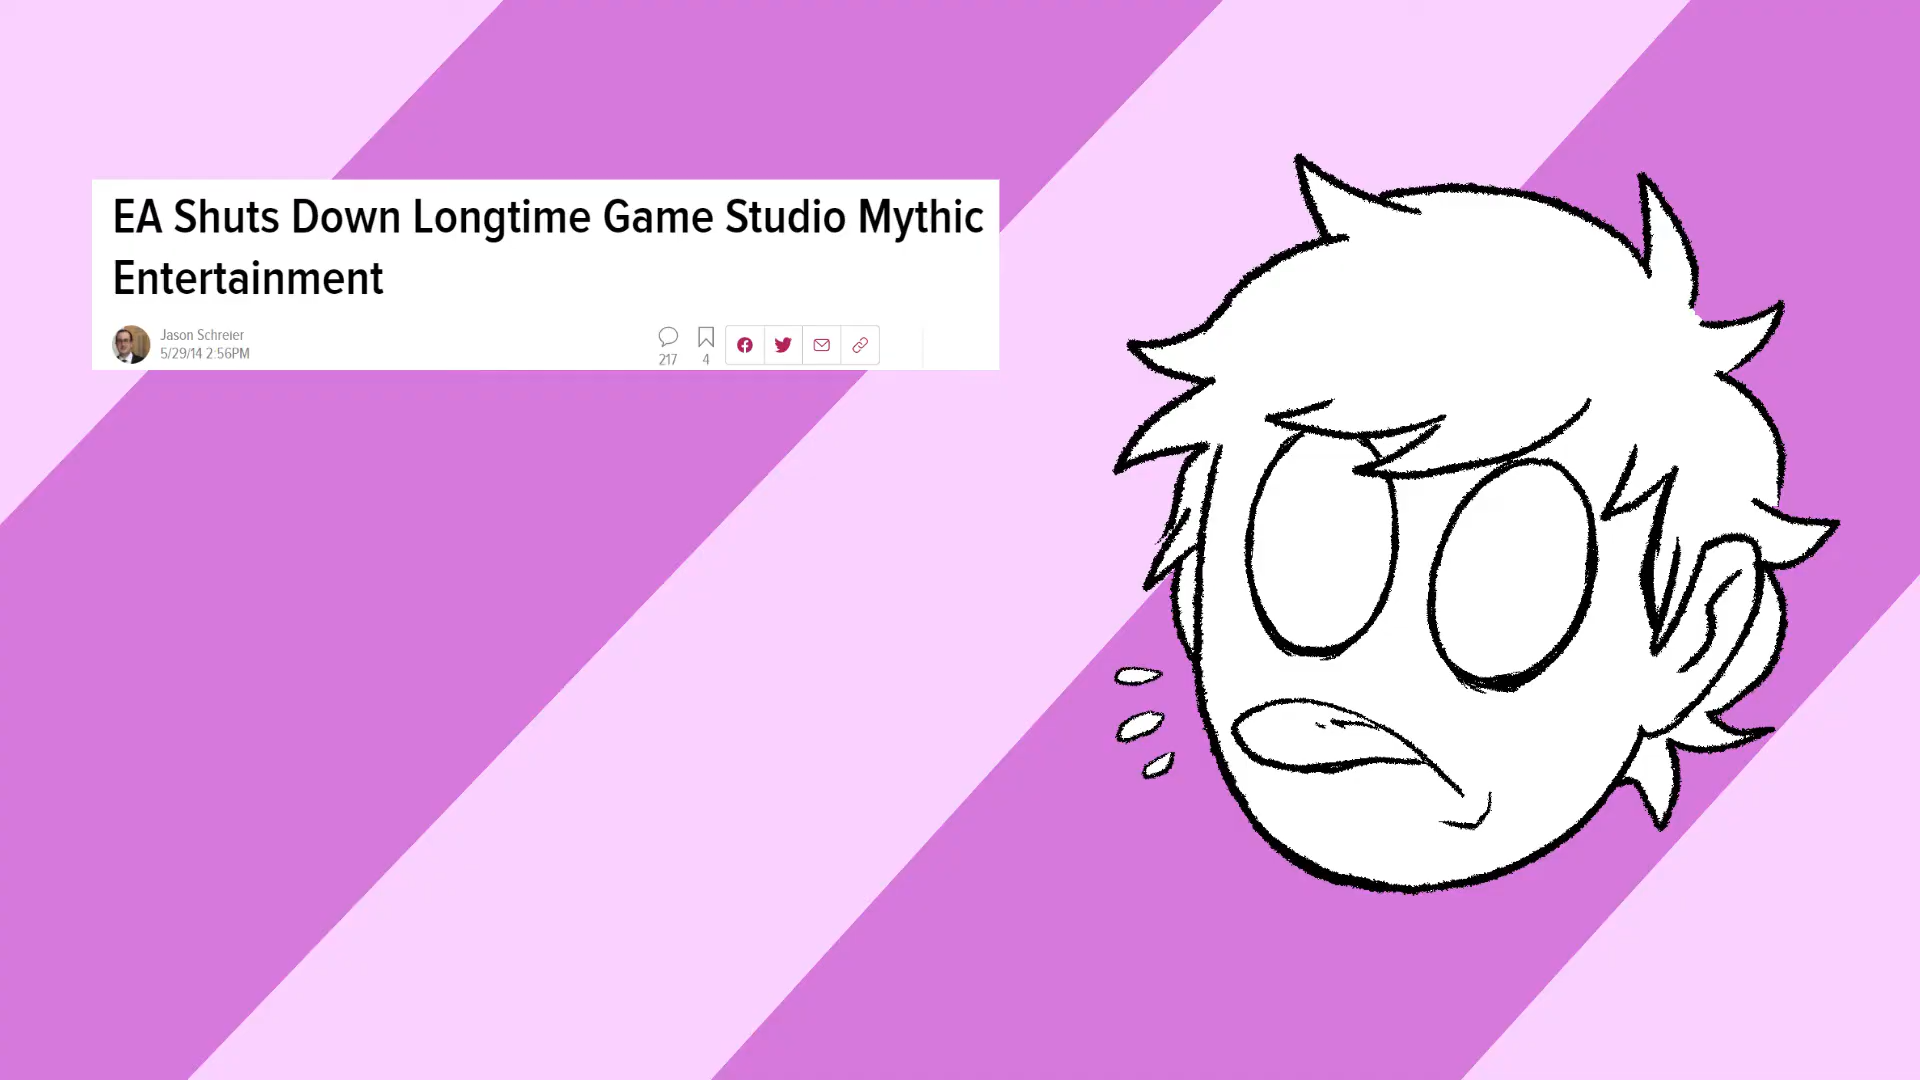 EA Shuts Down Longtime Game Studio Mythic
Entertainment
Jason Schreier
5/29/14 2:56PM
217
4